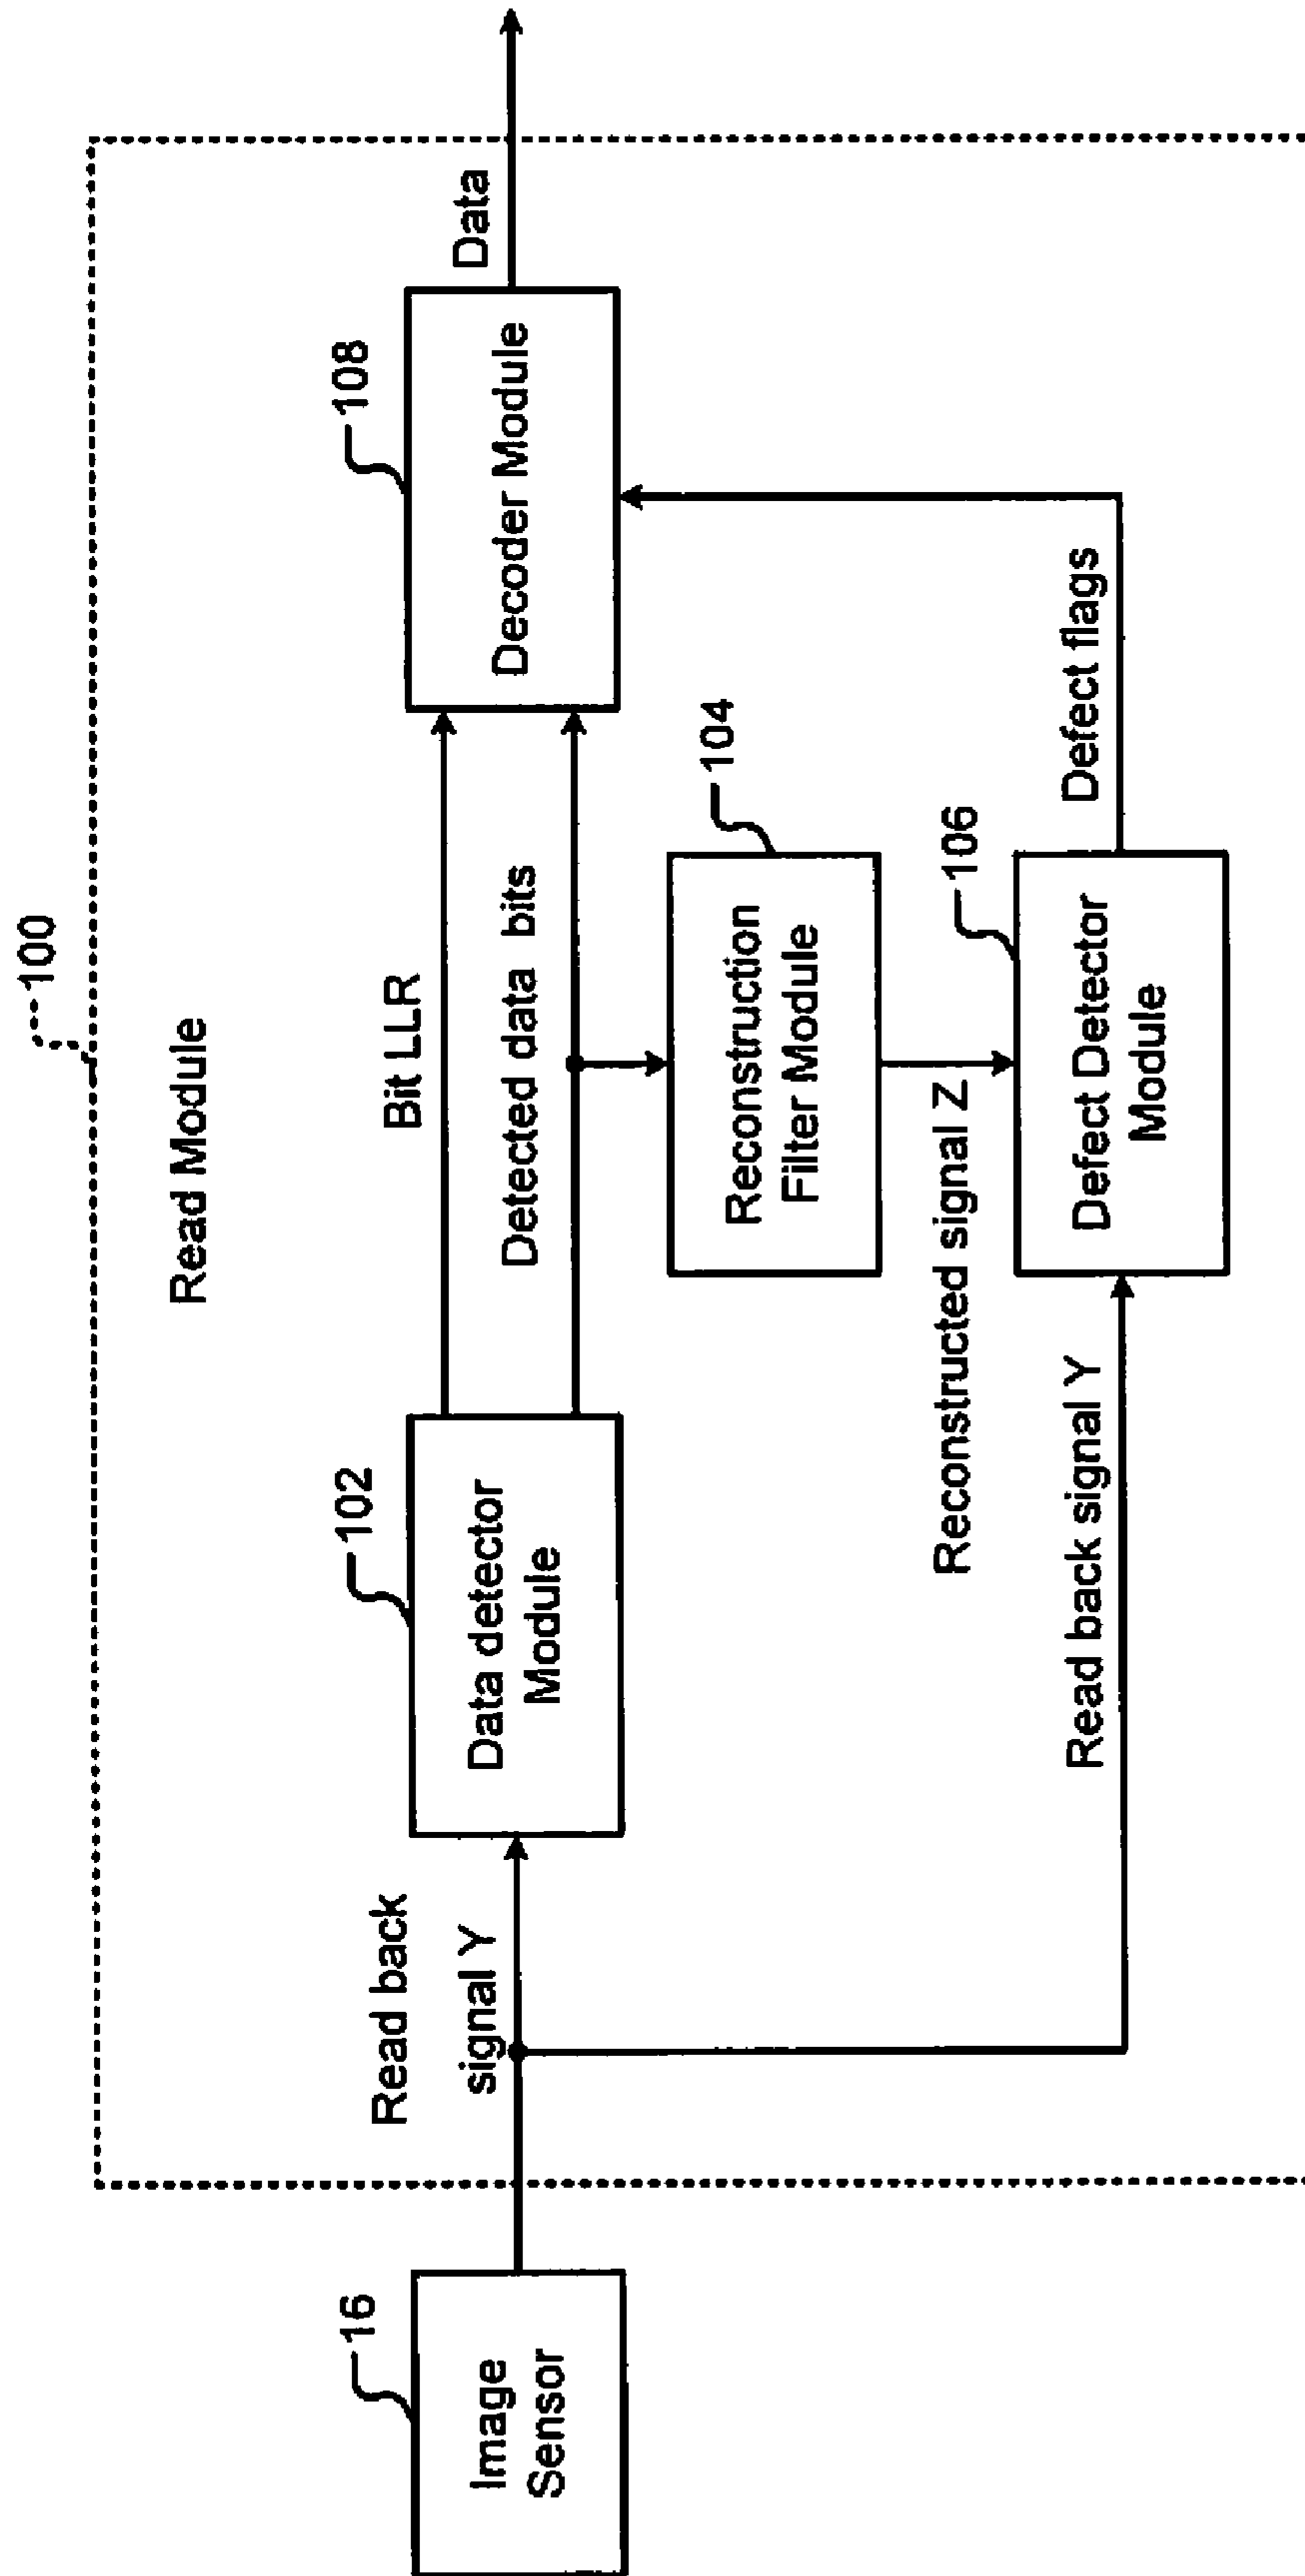 100
Read Module
16
Image
Sensor
Read back
signal Y
102
Data detector
Module
Bit LLR
Detected data bits
108
Decoder Module
Data
104
Reconstruction
Filter Module
Reconstructed signal Z
106
Defect Detector
Module
Read back signal Y
Defect flags